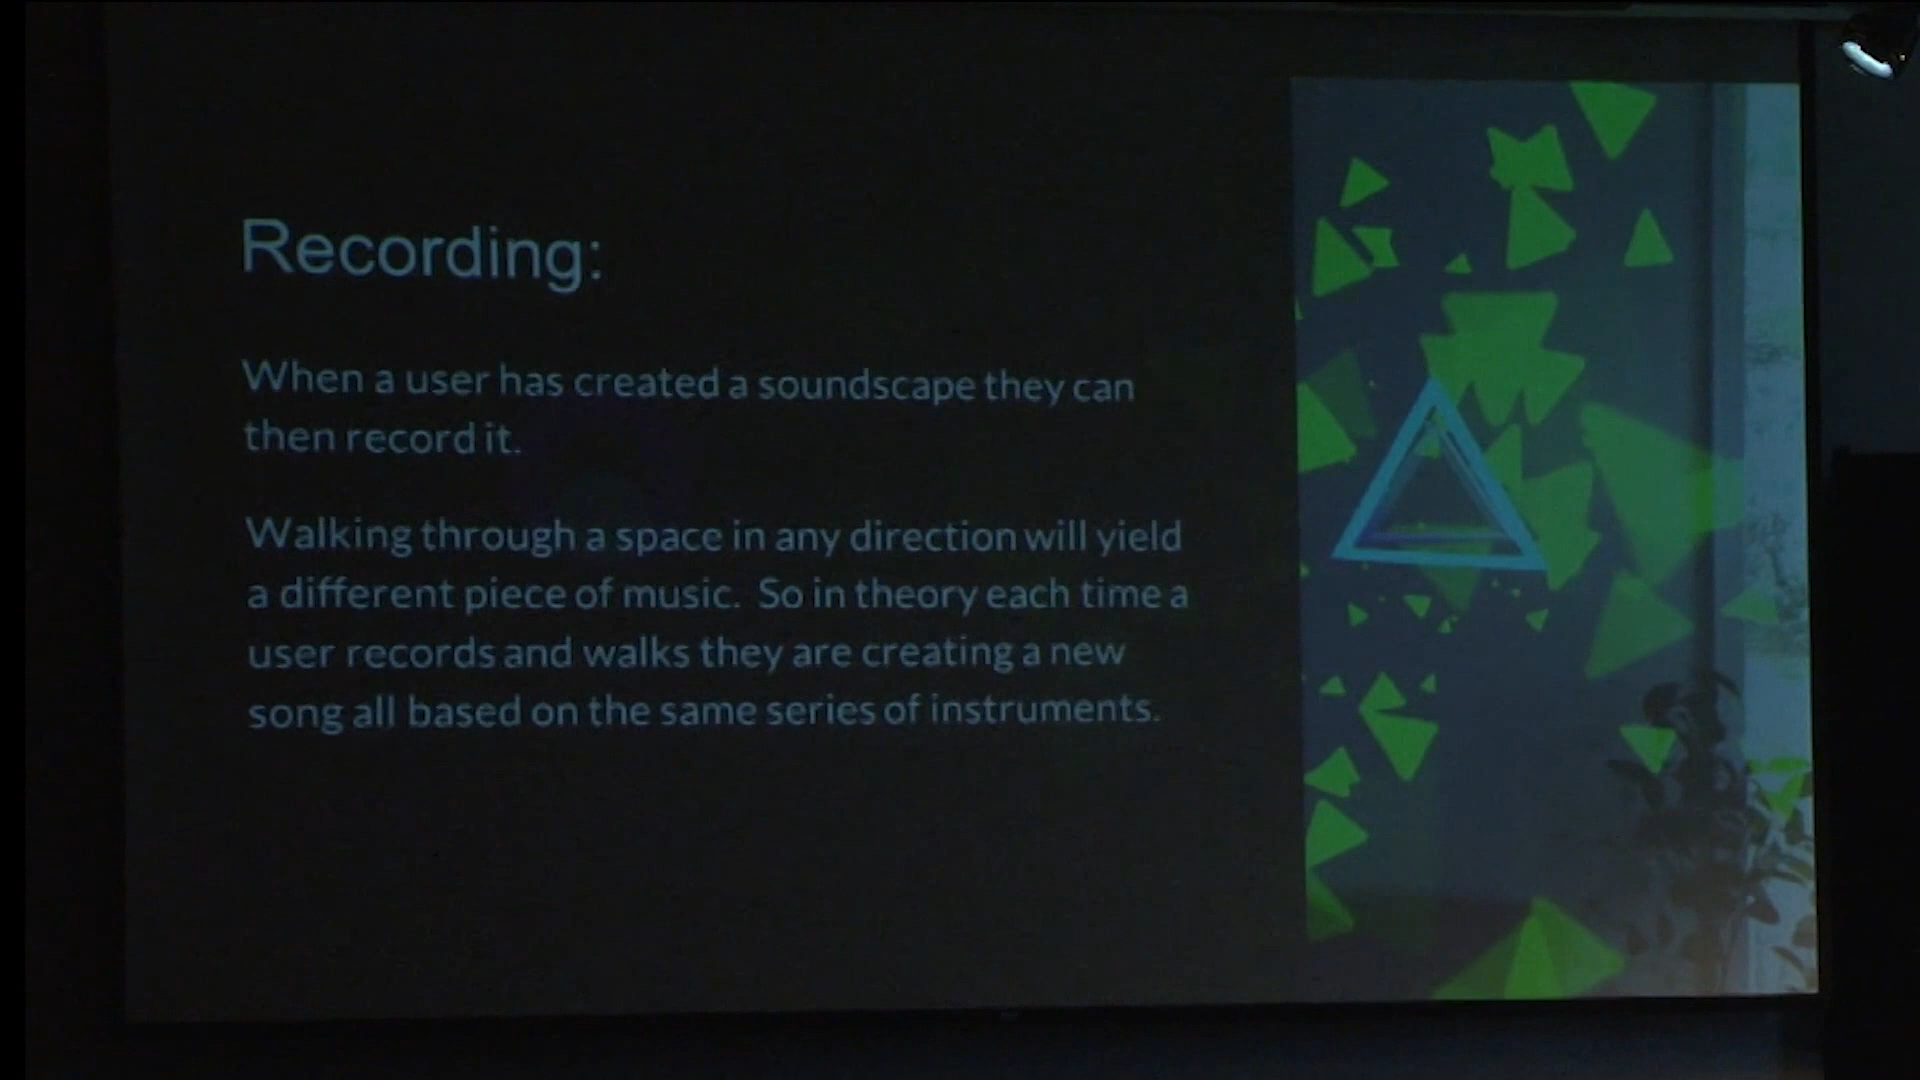 Recording:
When a user has created a soundscape they can
then record it.
Walking through a space in any direction will yield
a different piece of music. So in theory each time a
user records and walks they are creating a new
song all based on the same series of instruments.